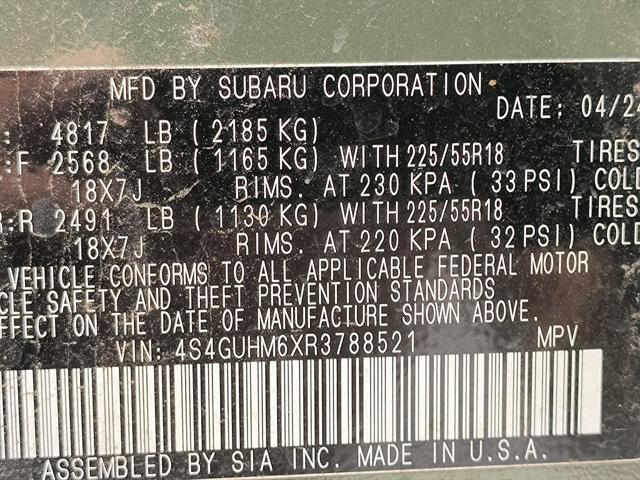 MFD BY SUBARU CORPORATION
DATE: 04/24
: 4817 LB (2185 KG)
:F 2568 LB (1165 KG) WITH 225/55R18 TIRES
18X7J RIMS. AT 230 KPA (33 PSI) COLD
R:R 2491 LB (1130 KG) WITH 225/55R18 TIRES
18X7J RIMS. AT 220 KPA (32 PSI) COLD
VEHICLE CONFORMS TO ALL APPLICABLE FEDERAL MOTOR
CLE SAFETY AND THEFT PREVENTION STANDARDS
EFFECT ON THE DATE OF MANUFACTURE SHOWN ABOVE.
VIN: 4S4GUHM6XR3788521 MPV
ASSEMBLED BY SIA INC. MADE IN U.S.A.